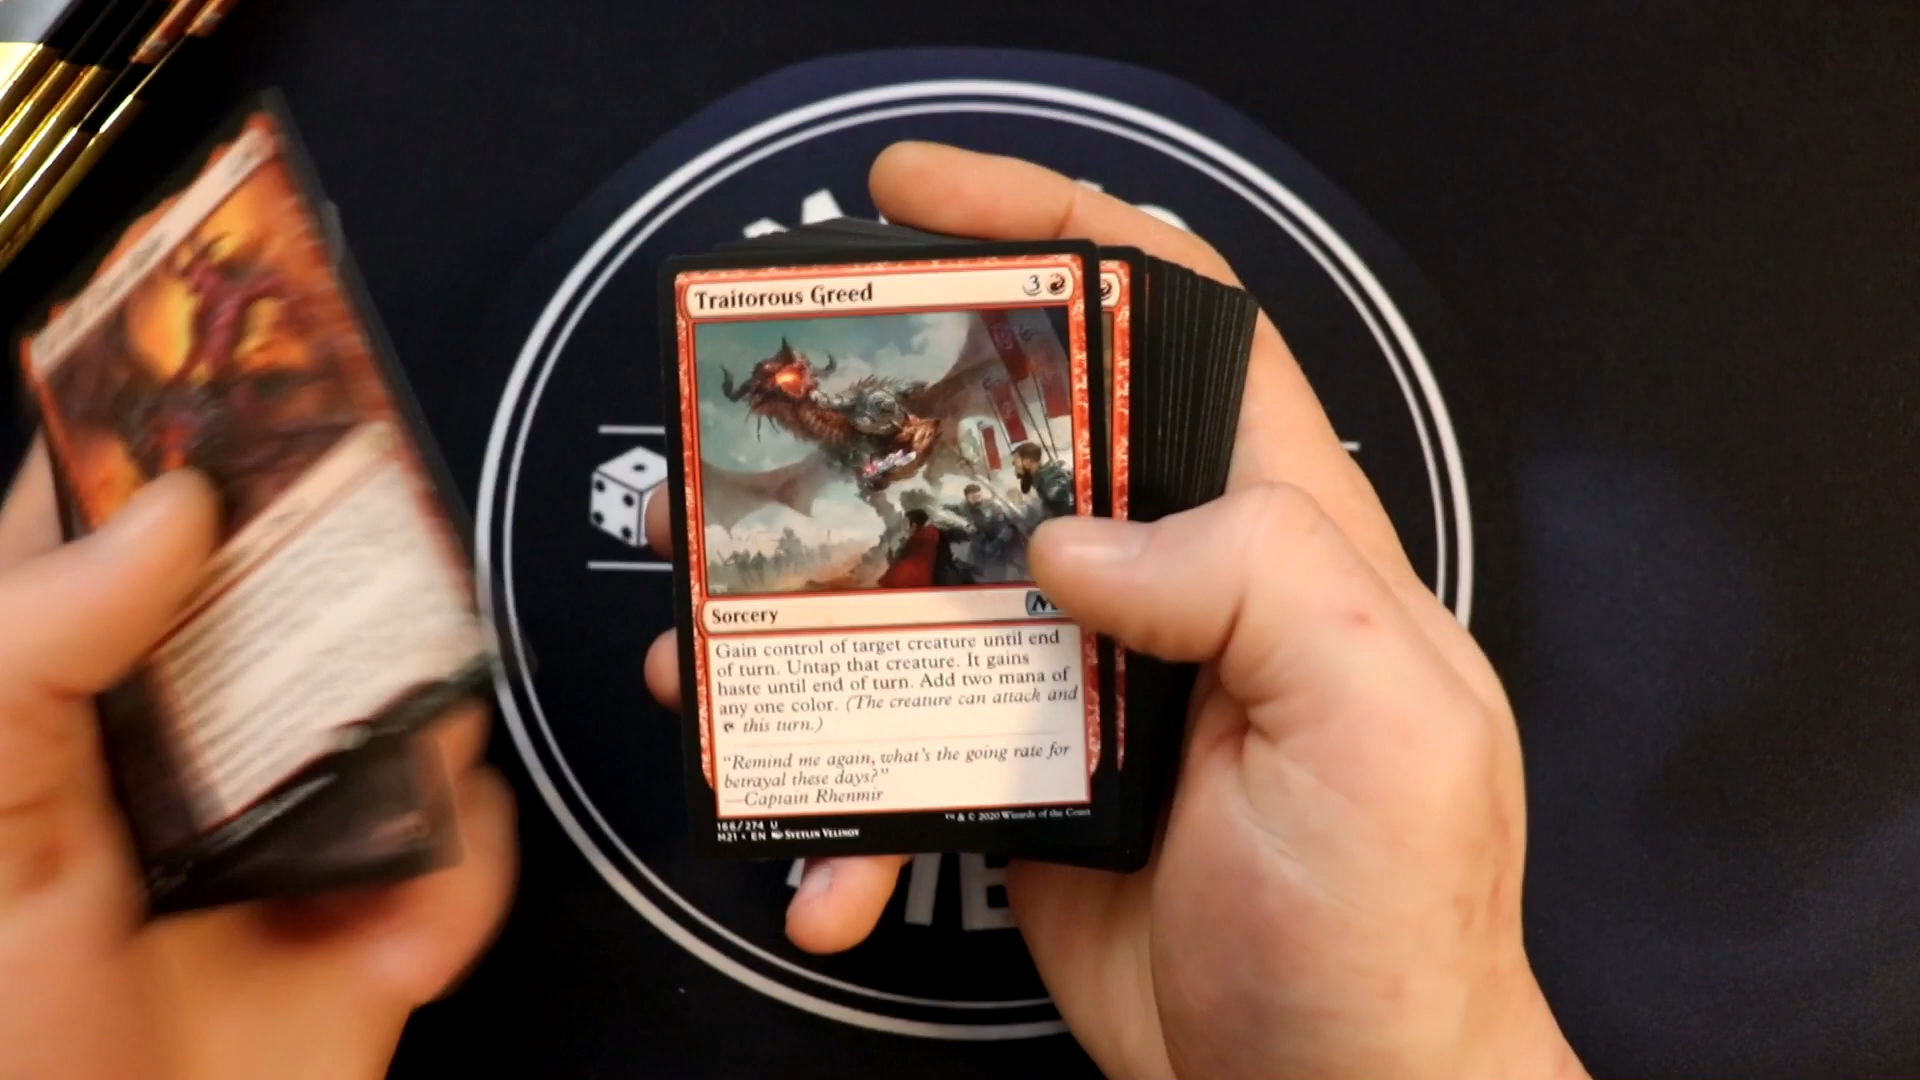 Traitorous Greed 3
Sorcery
Gain control of target creature until end
of turn. Untap that creature. It gains
haste until end of turn. Add two mana of
any one color. (The creature can attack and
this turn.)
"Remind me again, what's the going rate for
betrayal these days?"
—Captain Rhenmir
166/274 U
M21 • EN Svetlin Velinov
™ & © 2020 Wizards of the Coast